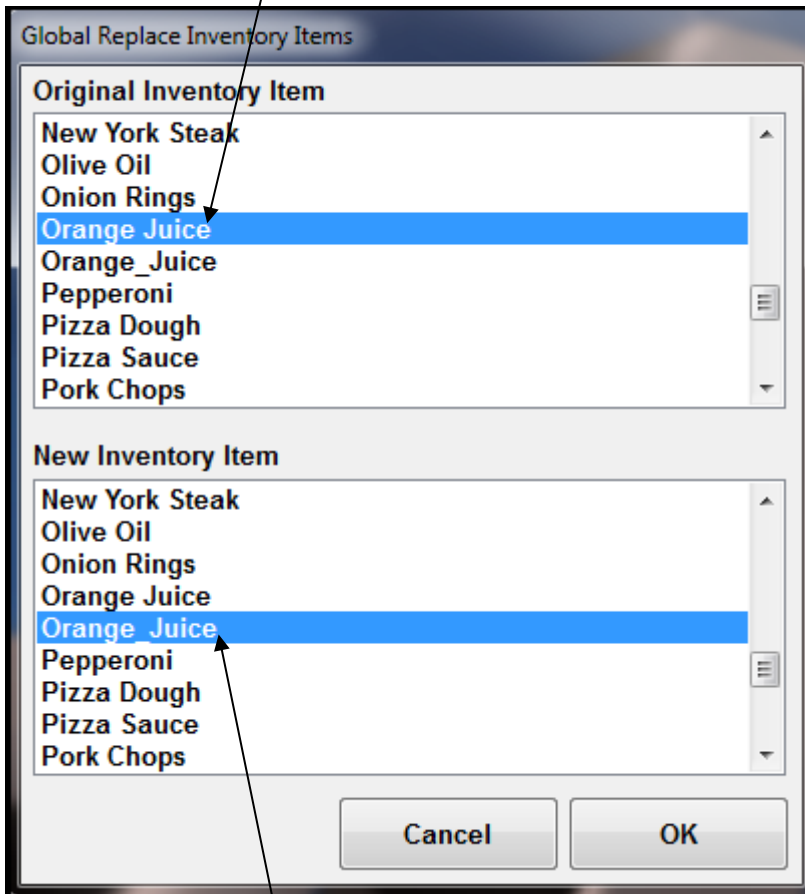 Global Replace Inventory Items
Original Inventory Item
New York Steak
Olive Oil
Onion Rings
Orange Juice
Orange_Juice
Pepperoni
Pizza Dough
Pizza Sauce
Pork Chops
New Inventory Item
New York Steak
Olive Oil
Onion Rings
Orange Juice
Orange_Juice
Pepperoni
Pizza Dough
Pizza Sauce
Pork Chops
Cancel OK